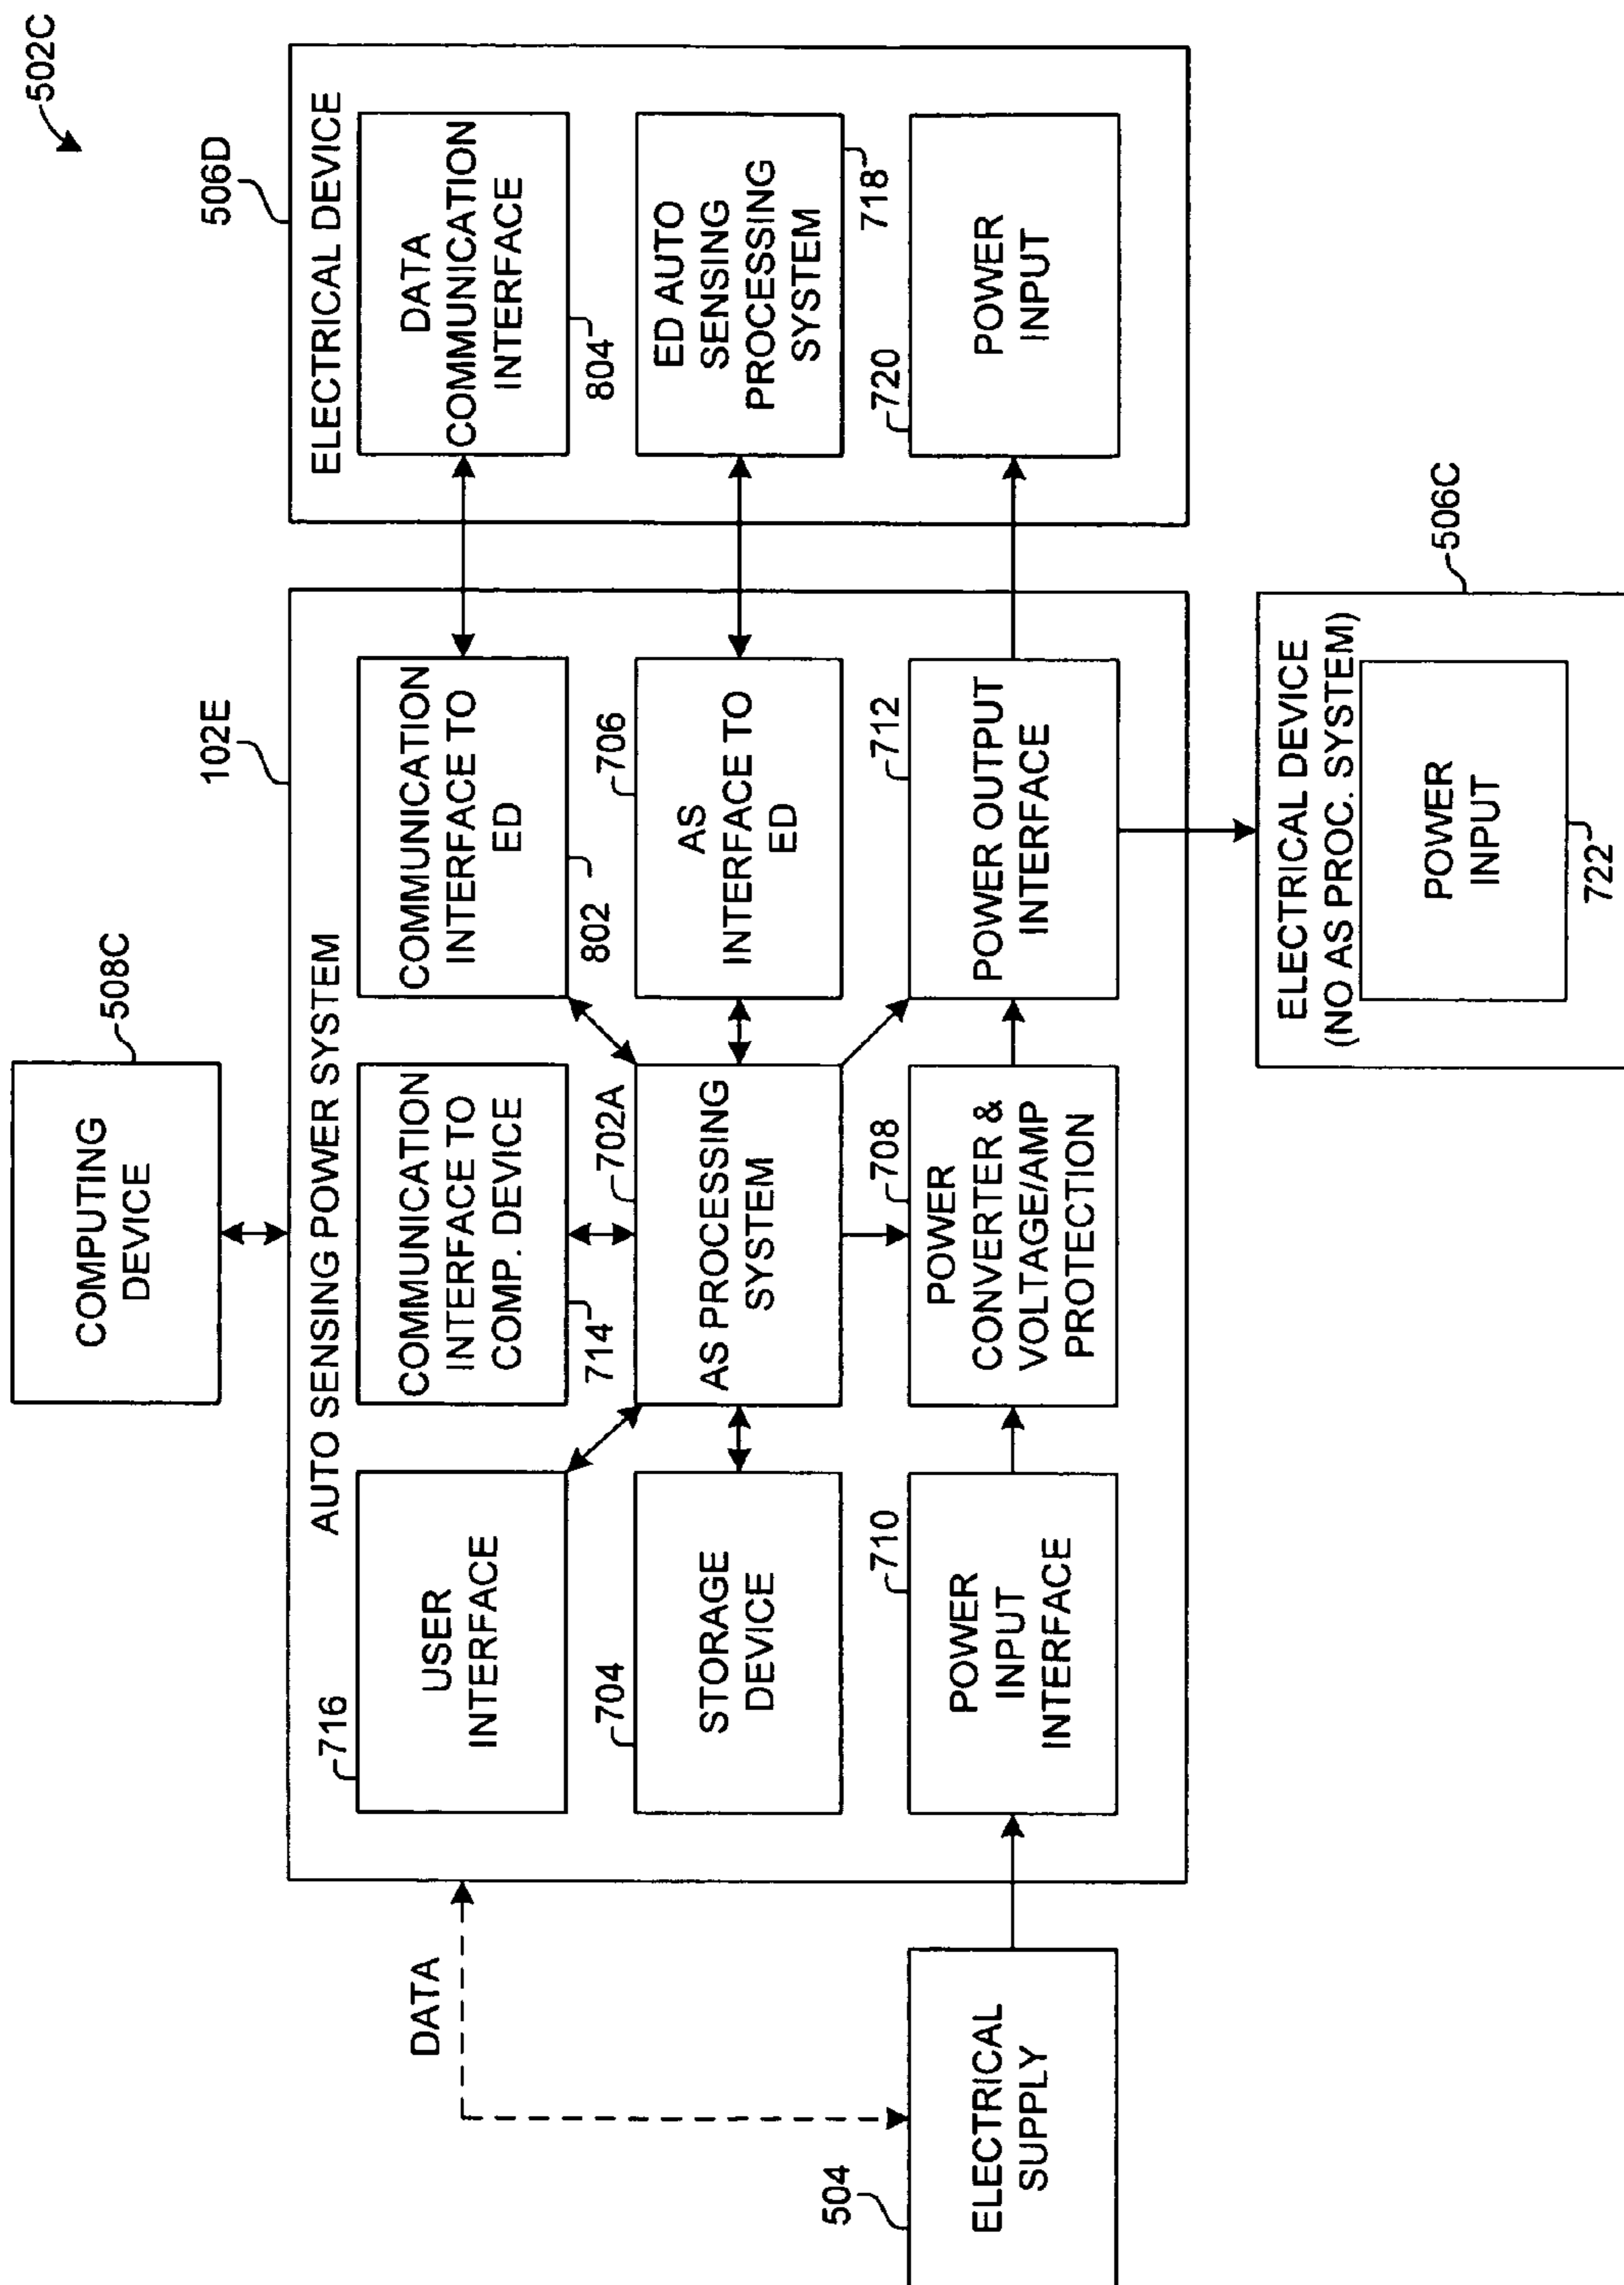 502C
508C
COMPUTING
DEVICE
102E
506D
AUTO SENSING POWER SYSTEM
ELECTRICAL DEVICE
DATA
716
USER
INTERFACE
COMMUNICATION
INTERFACE TO
COMP. DEVICE
714
COMMUNICATION
INTERFACE TO
ED
802
DATA
COMMUNICATION
INTERFACE
804
704
STORAGE
DEVICE
702A
AS PROCESSING
SYSTEM
706
AS
INTERFACE TO
ED
ED AUTO
SENSING
PROCESSING
SYSTEM
718
504
ELECTRICAL
SUPPLY
710
POWER
INPUT
INTERFACE
708
POWER
CONVERTER &
VOLTAGE/AMP
PROTECTION
712
POWER OUTPUT
INTERFACE
720
POWER
INPUT
506C
ELECTRICAL DEVICE
(NO AS PROC. SYSTEM)
POWER
INPUT
722